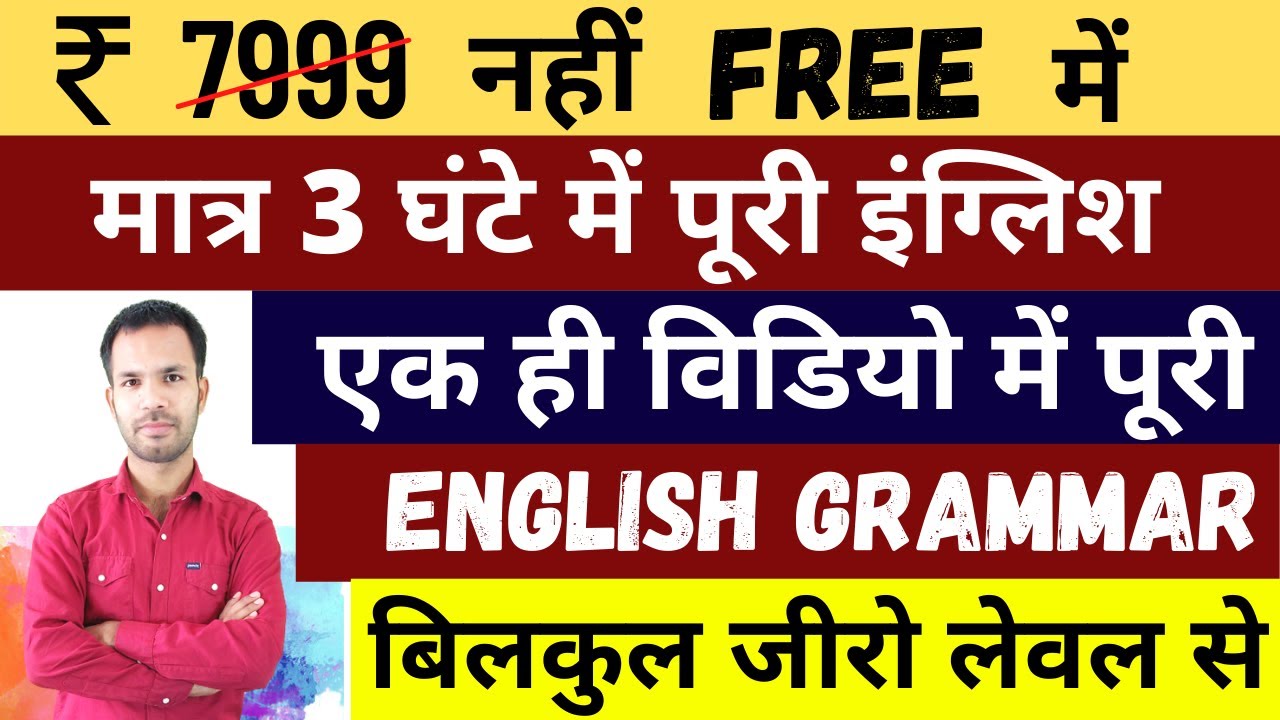 ₹ 7999 नहीं FREE में
मात्र 3 घंटे में पूरी इंग्लिश
एक ही विडियो में पूरी
ENGLISH GRAMMAR
बिलकुल जीरो लेवल से